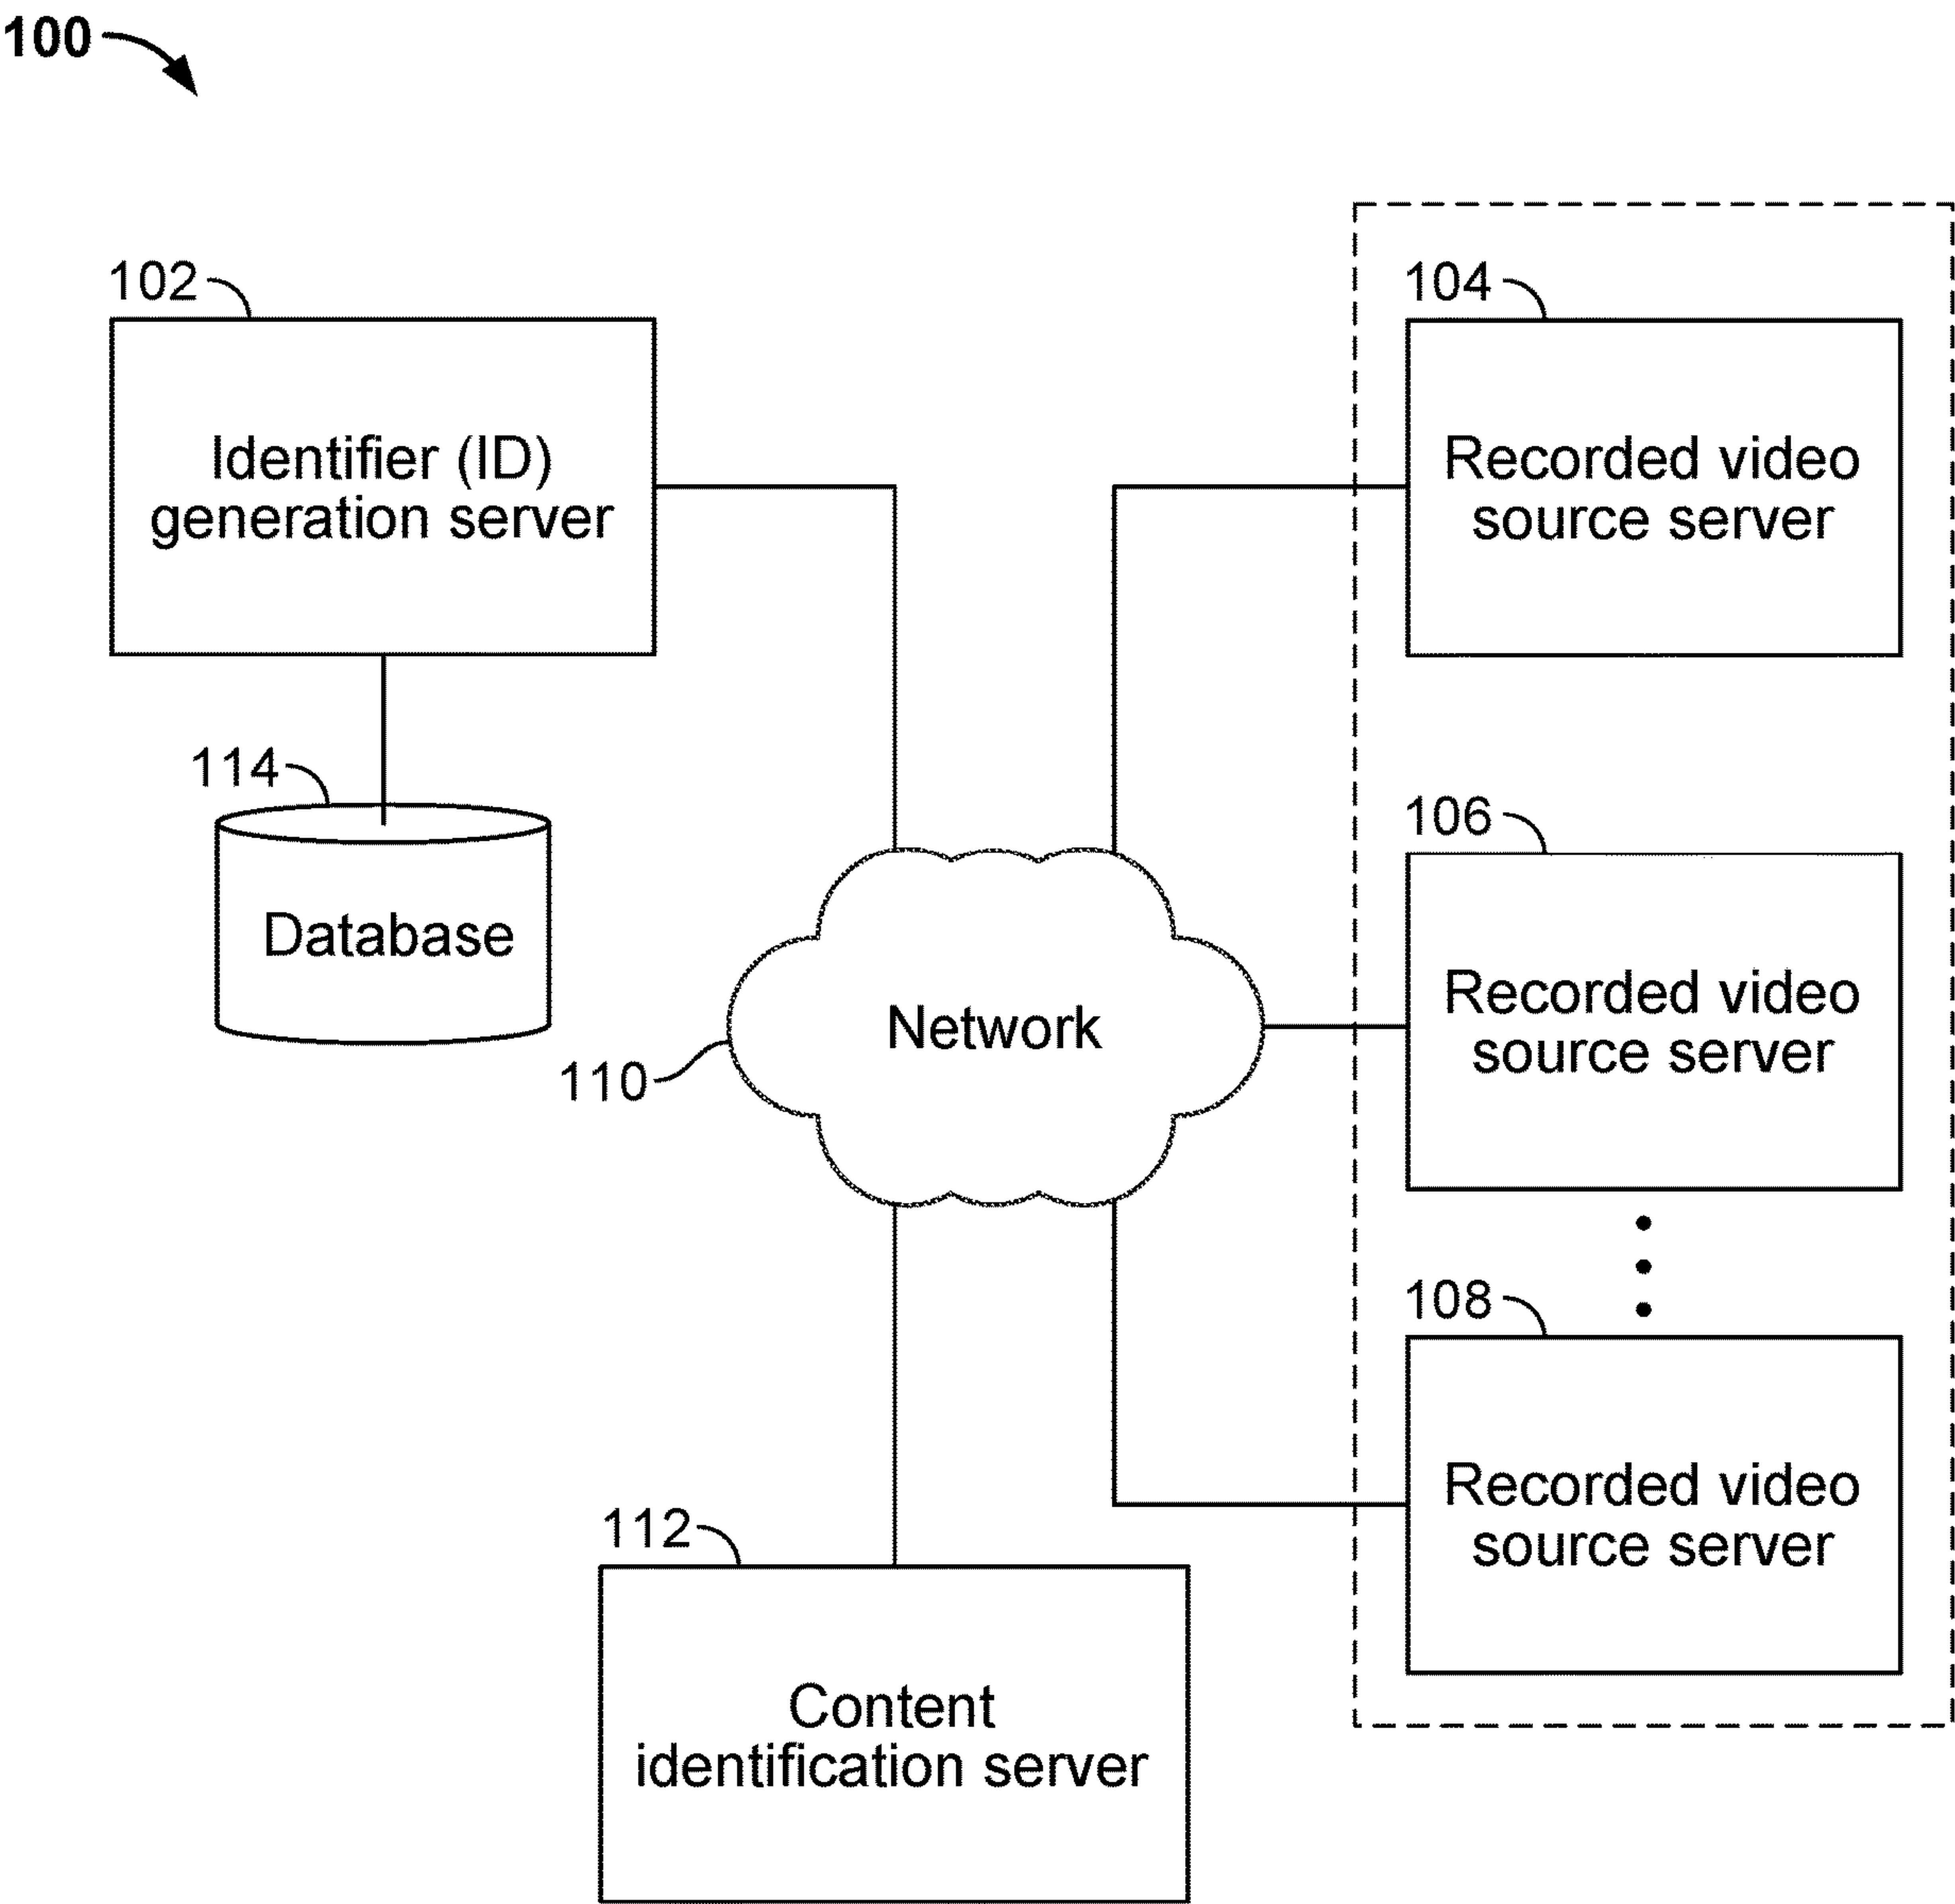 100
102
Identifier (ID)
generation server
104
Recorded video
source server
114
Database
106
Recorded video
source server
Network
110
108
Recorded video
source server
112
Content
identification server